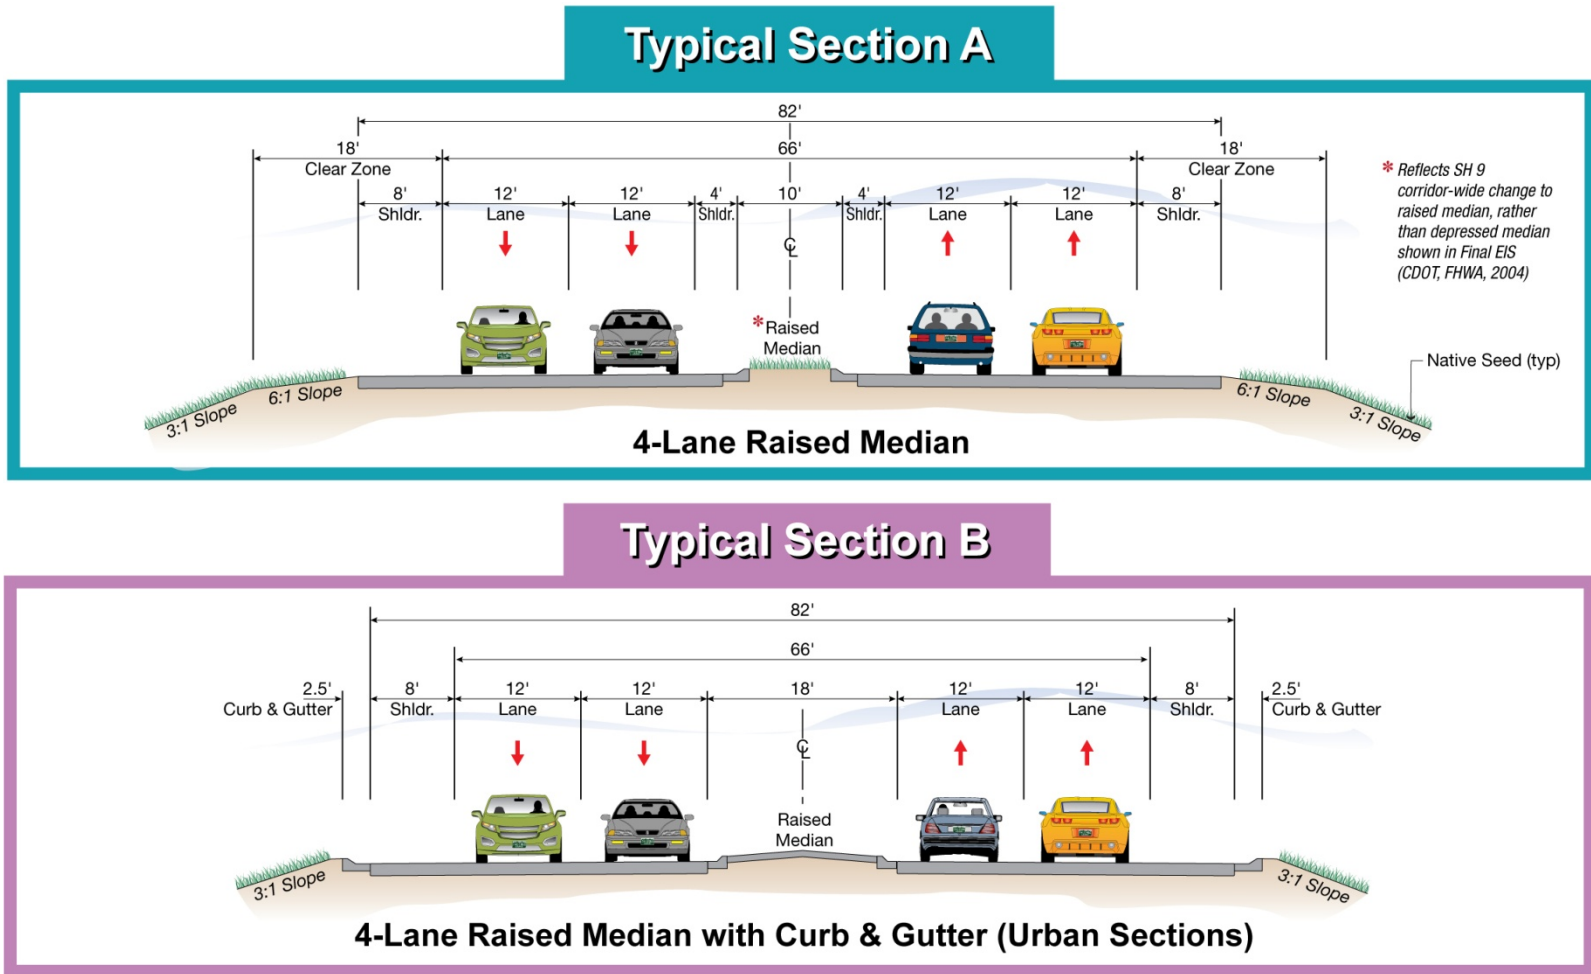 Typical Section A
82'
18'
Clear Zone
66'
18'
Clear Zone
8'
Shldr.
12'
Lane
12'
Lane
4'
Shldr.
10'
4'
Shldr.
12'
Lane
12'
Lane
8'
Shldr.
* Reflects SH 9
corridor-wide change to
raised median, rather
than depressed median
shown in Final EIS
(CDOT, FHWA, 2004)
CL
* Raised
Median
Native Seed (typ)
3:1 Slope
6:1 Slope
6:1 Slope
3:1 Slope
4-Lane Raised Median
Typical Section B
82'
66'
2.5'
Curb & Gutter
8'
Shldr.
12'
Lane
12'
Lane
18'
12'
Lane
12'
Lane
8'
Shldr.
2.5'
Curb & Gutter
CL
Raised
Median
3:1 Slope
3:1 Slope
4-Lane Raised Median with Curb & Gutter (Urban Sections)